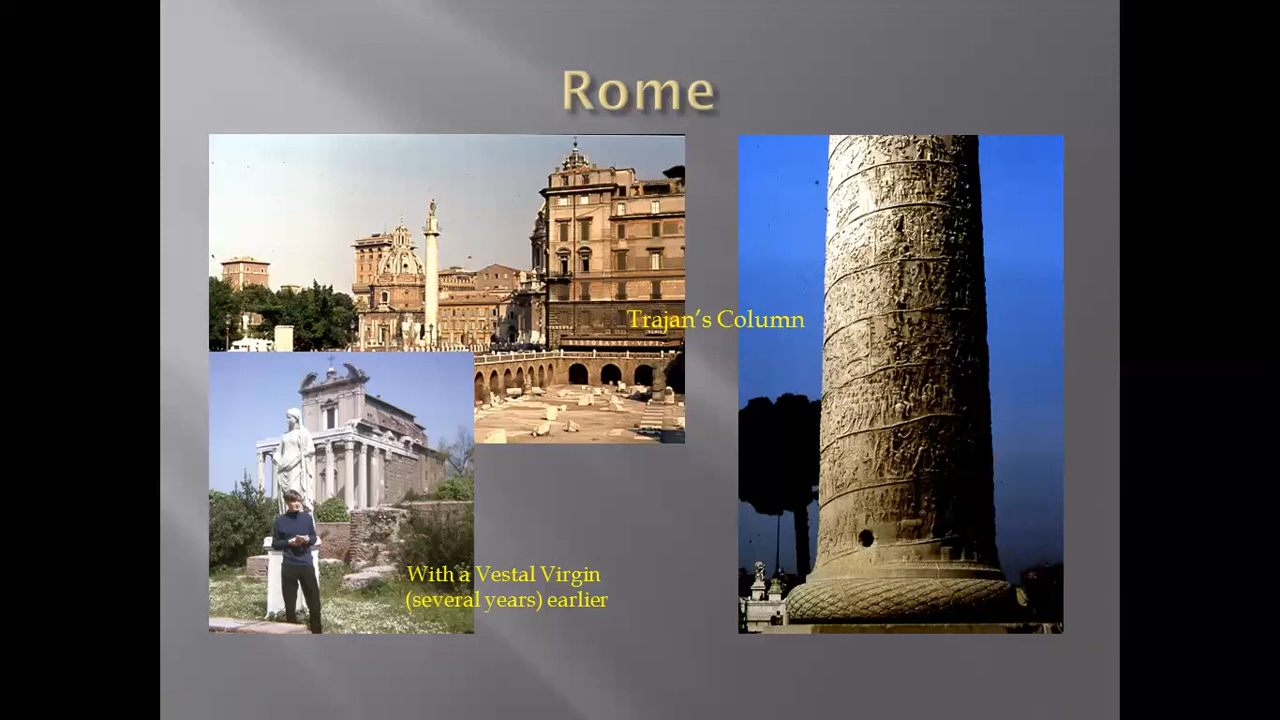 Rome
Trajan's Column
With a Vestal Virgin
(several years) earlier